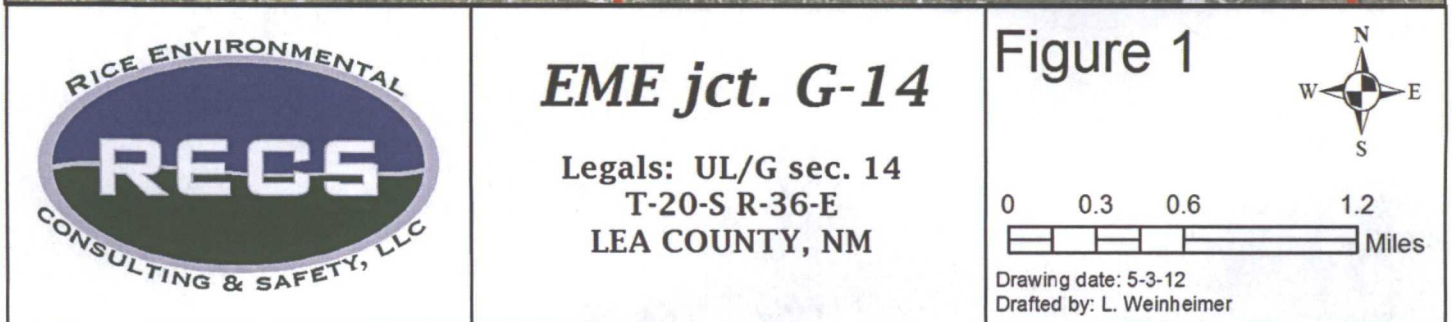 RICE ENVIRONMENTAL
RECS
CONSULTING & SAFETY, LLC
EME jct. G-14
Legals: UL/G sec. 14
T-20-S R-36-E
LEA COUNTY, NM
Figure 1
N
W E
S
0 0.3 0.6 1.2
Miles
Drawing date: 5-3-12
Drafted by: L. Weinheimer